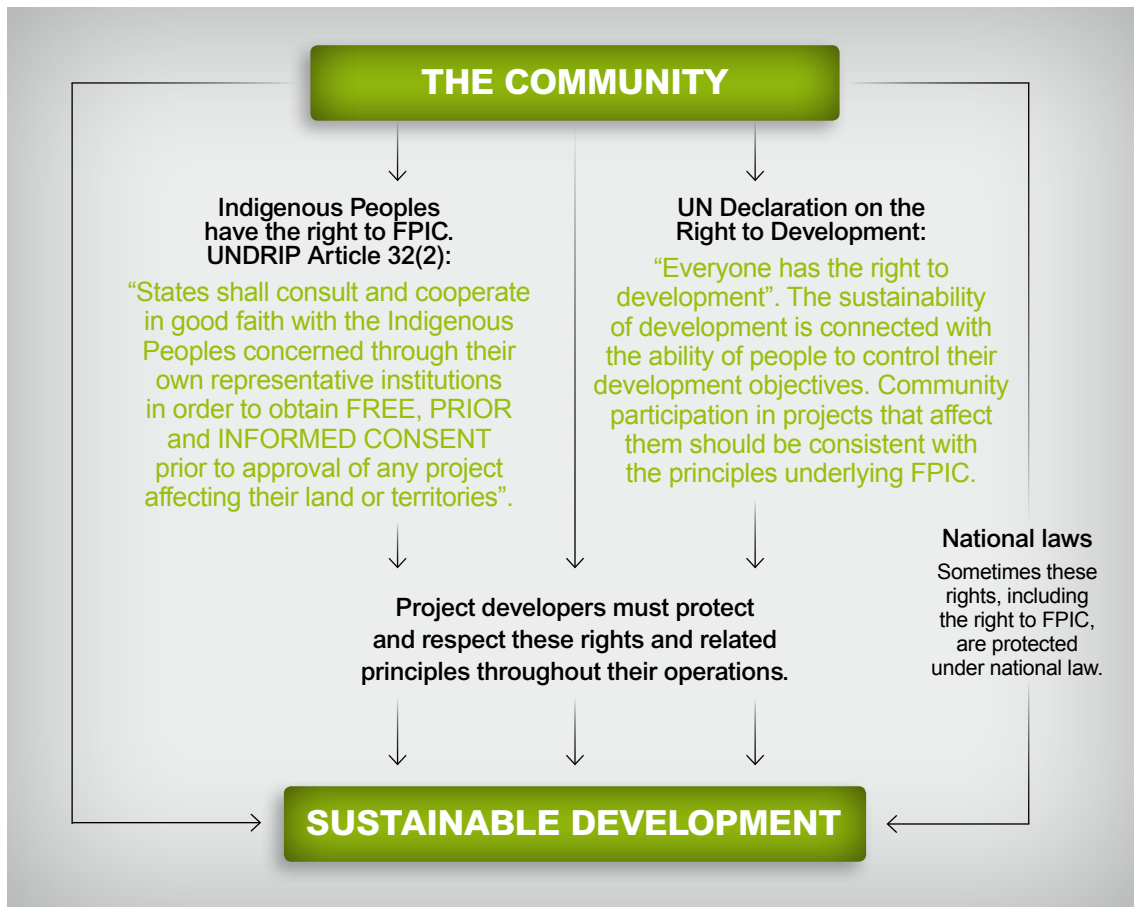 THE COMMUNITY
Indigenous Peoples
have the right to FPIC.
UNDRIP Article 32(2):
“States shall consult and cooperate
in good faith with the Indigenous
Peoples concerned through their
own representative institutions
in order to obtain FREE, PRIOR
and INFORMED CONSENT
prior to approval of any project
affecting their land or territories”.
UN Declaration on the
Right to Development:
“Everyone has the right to
development”. The sustainability
of development is connected with
the ability of people to control their
development objectives. Community
participation in projects that affect
them should be consistent with
the principles underlying FPIC.
National laws
Sometimes these
rights, including
the right to FPIC,
are protected
under national law.
Project developers must protect
and respect these rights and related
principles throughout their operations.
SUSTAINABLE DEVELOPMENT